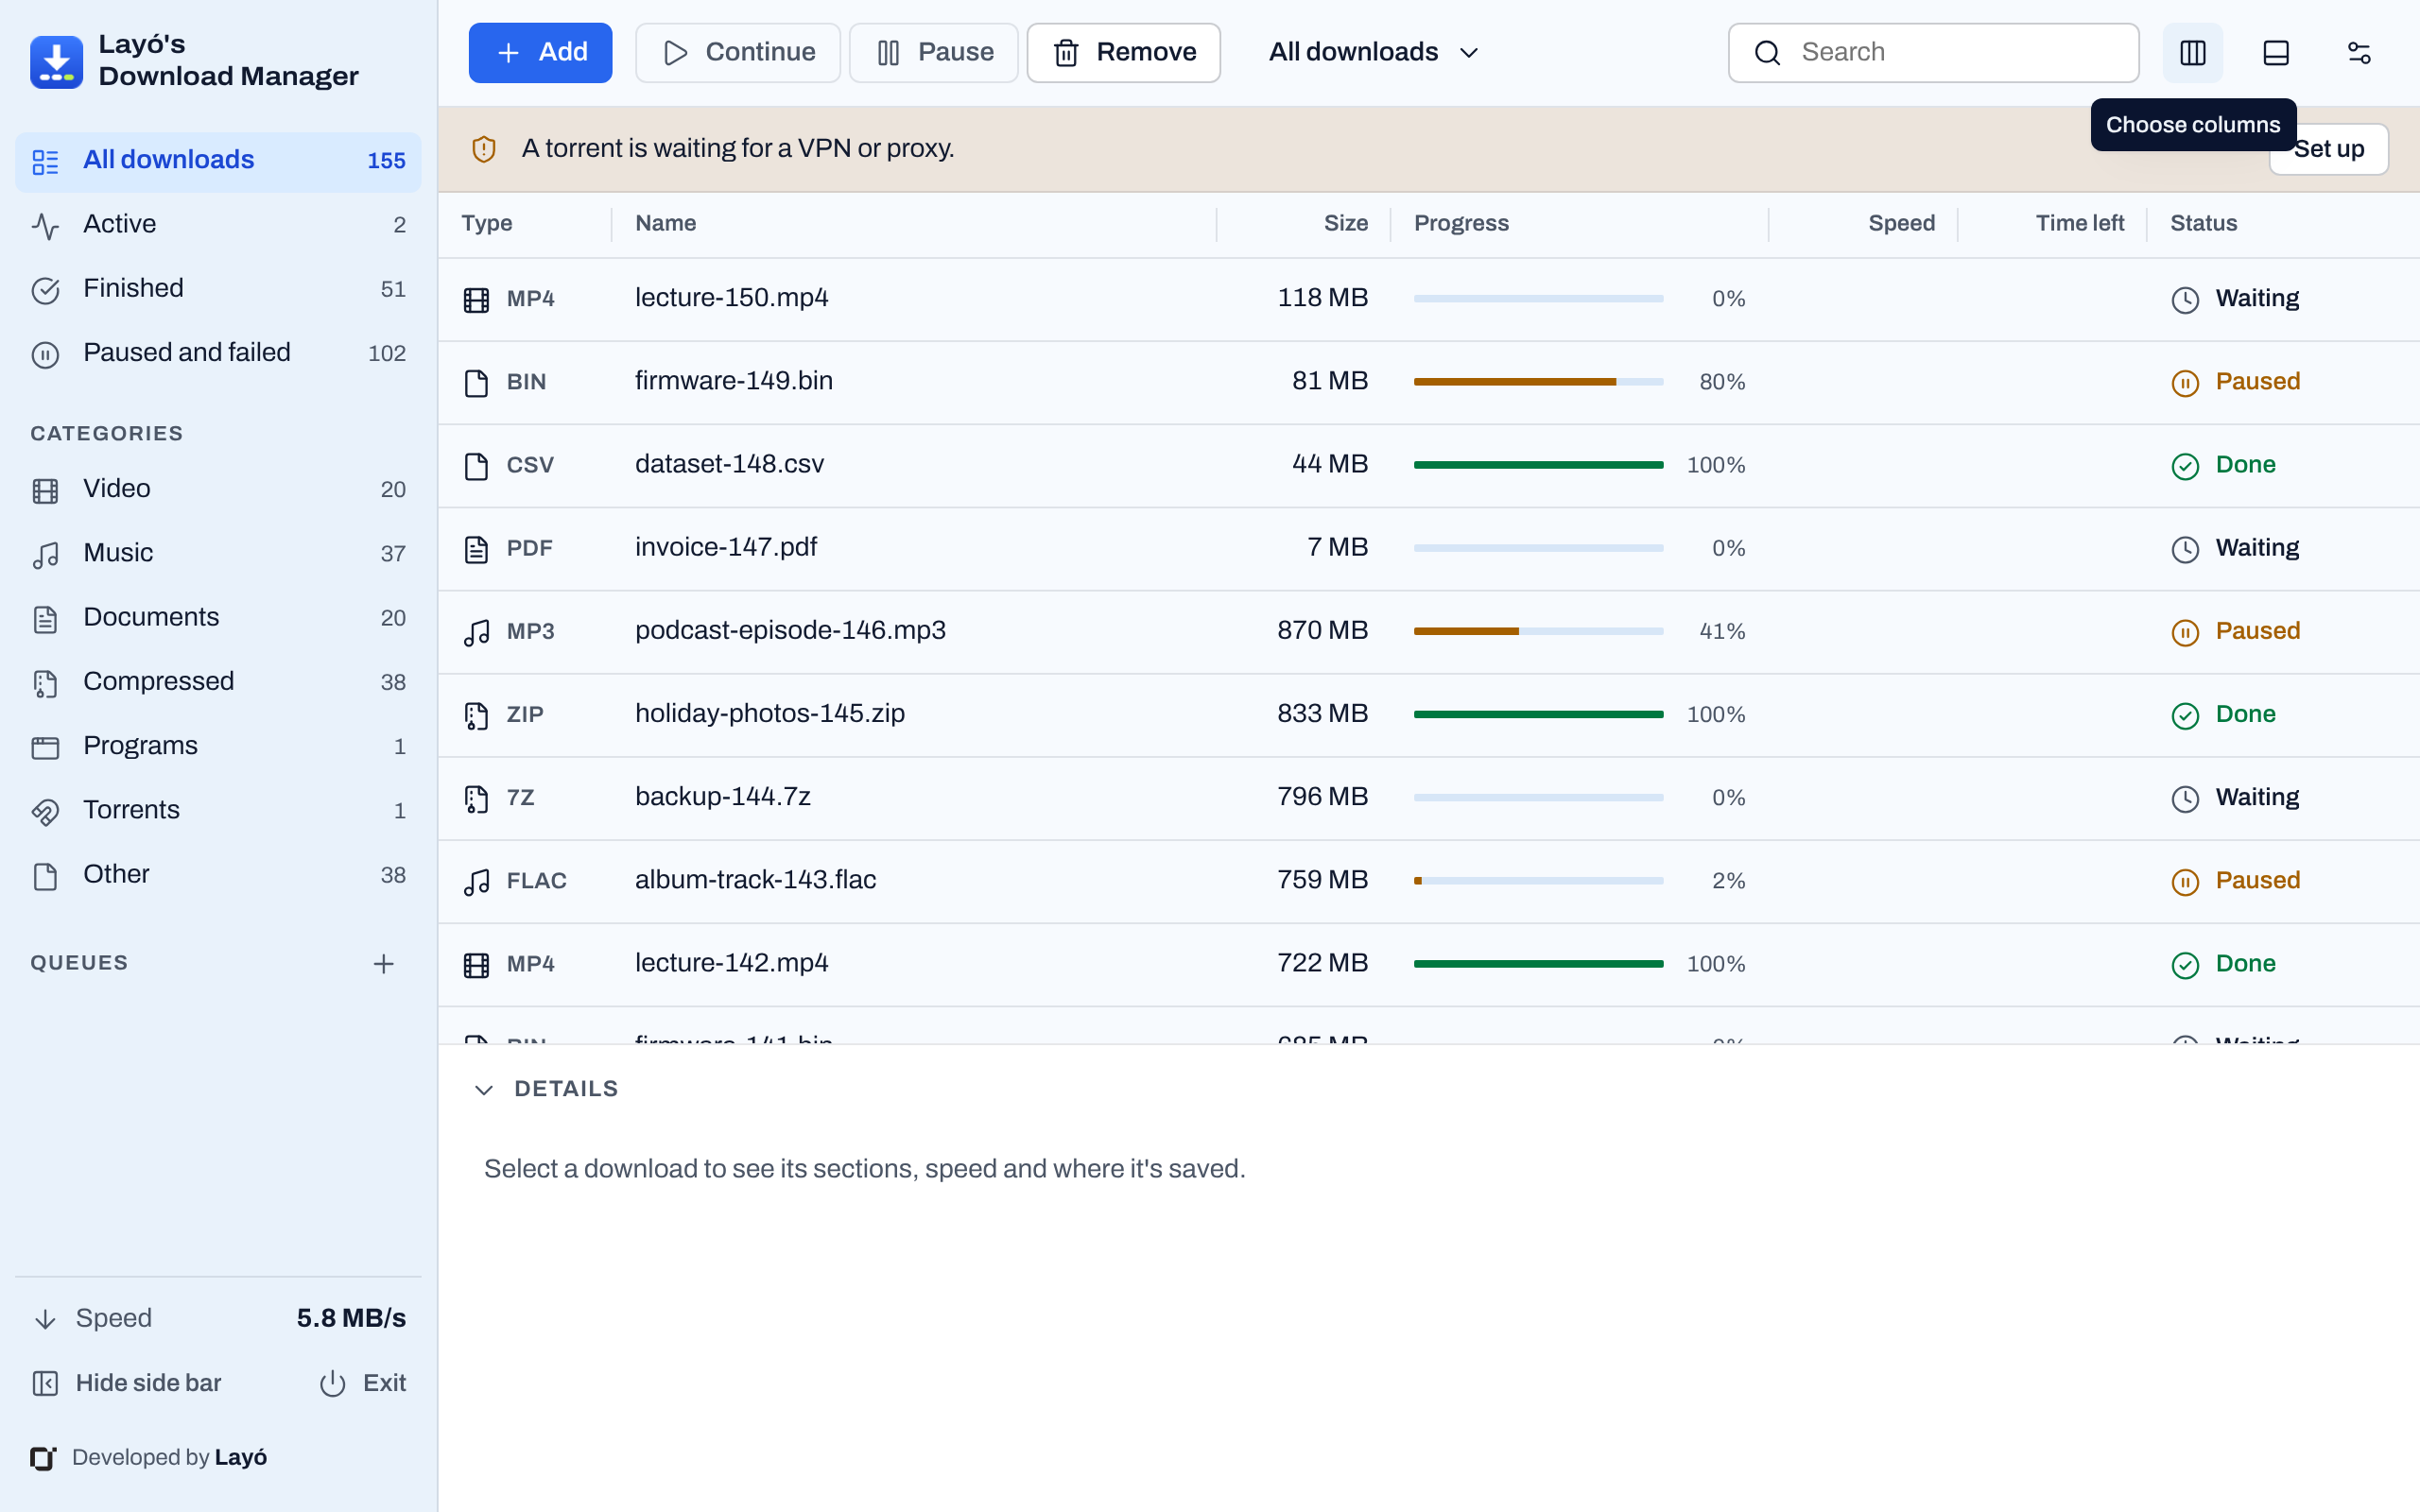 Layó's
Download Manager
Add
Continue
Pause
Remove
All downloads
Search
Choose columns
A torrent is waiting for a VPN or proxy.
Set up
All downloads 155
Active 2
Finished 51
Paused and failed 102
CATEGORIES
Video 20
Music 37
Documents 20
Compressed 38
Programs 1
Torrents 1
Other 38
QUEUES
Speed 5.8 MB/s
Hide side bar
Exit
Developed by Layó
Type Name Size Progress Speed Time left Status
MP4 lecture-150.mp4 118 MB 0% Waiting
BIN firmware-149.bin 81 MB 80% Paused
CSV dataset-148.csv 44 MB 100% Done
PDF invoice-147.pdf 7 MB 0% Waiting
MP3 podcast-episode-146.mp3 870 MB 41% Paused
ZIP holiday-photos-145.zip 833 MB 100% Done
7Z backup-144.7z 796 MB 0% Waiting
FLAC album-track-143.flac 759 MB 2% Paused
MP4 lecture-142.mp4 722 MB 100% Done
BIN firmware-141.bin 685 MB 0% Waiting
DETAILS
Select a download to see its sections, speed and where it's saved.